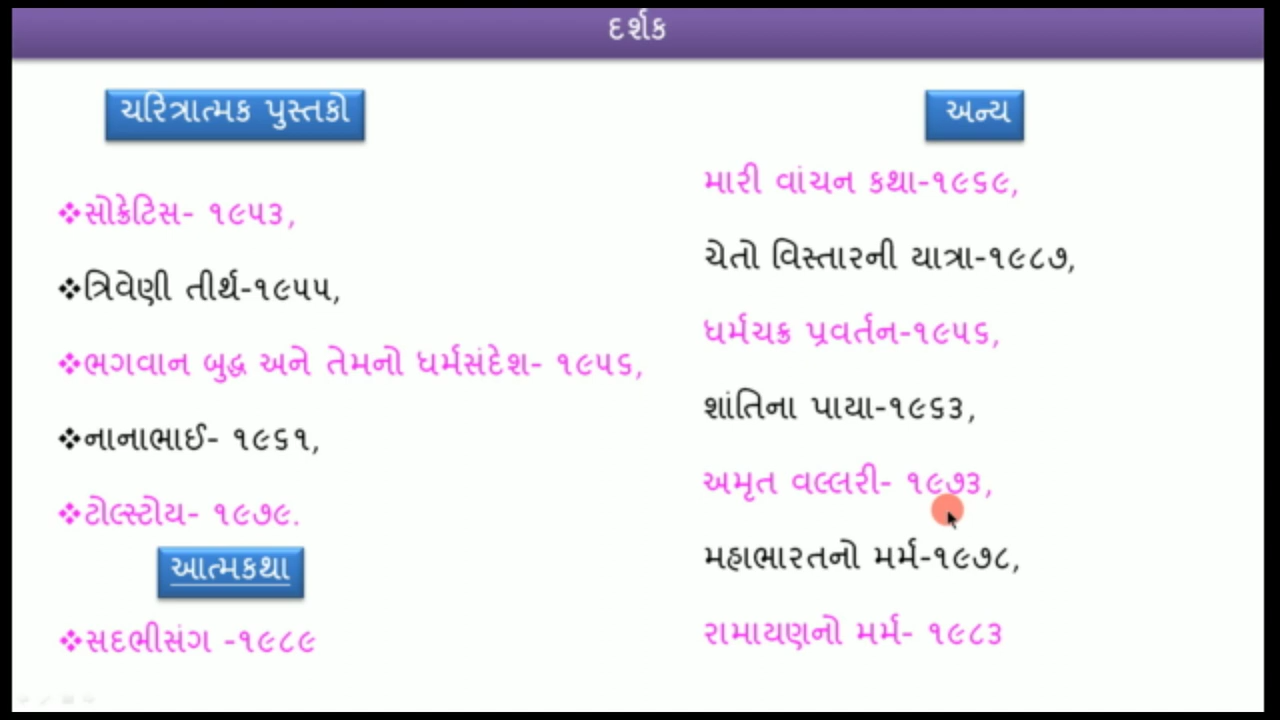 દર્શક
ચરિત્રાત્મક પુસ્તકો
❖સોક્રેટિસ- ૧૯૫૩,
❖ત્રિવેણી તીર્થ-૧૯૫૫,
❖ભગવાન બુદ્ધ અને તેમનો ધર્મસંદેશ- ૧૯૫૬,
❖નાનાભાઈ- ૧૯૬૧,
❖ટોલ્સ્ટોય- ૧૯૭૯.
આત્મકથા
❖સદભીસંગ -૧૯૮૯
અન્ય
મારી વાંચન કથા-૧૯૬૯,
ચેતો વિસ્તારની યાત્રા-૧૯૮૭,
ધર્મચક્ર પ્રવર્તન-૧૯૫૬,
શાંતિના પાયા-૧૯૬૩,
અમૃત વલ્લરી- ૧૯૭૩,
મહાભારતનો મર્મ-૧૯૭૮,
રામાયણનો મર્મ- ૧૯૮૩